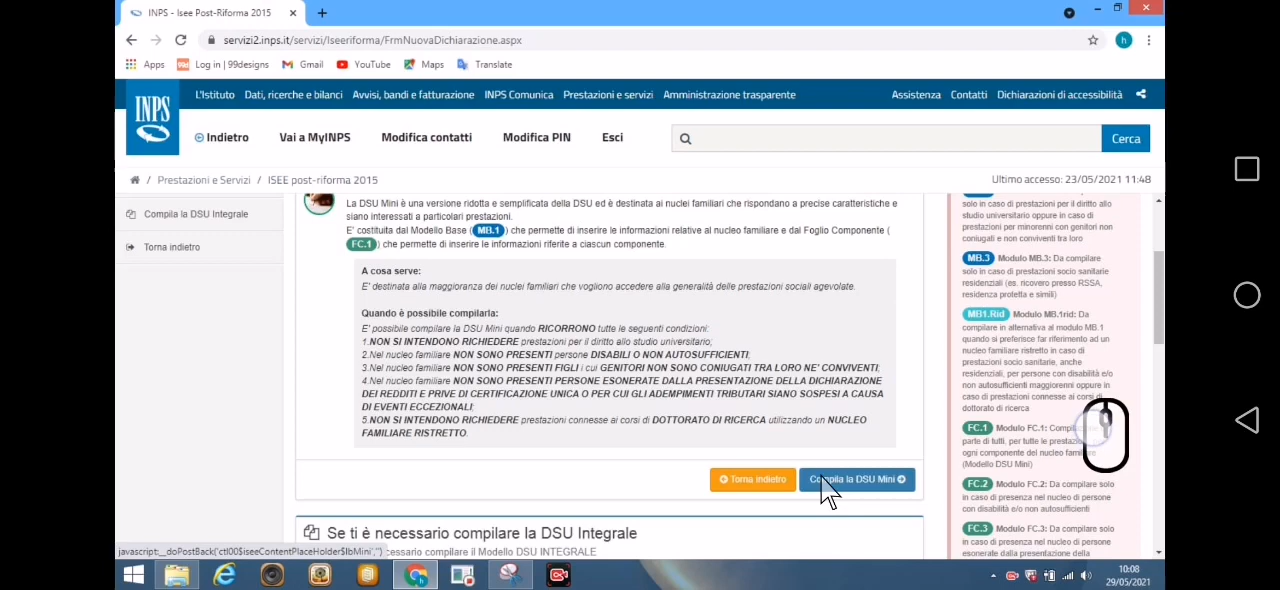 INPS - Isee Post-Riforma 2015
servizi2.inps.it/servizi/Iseeriforma/FrmNuovaDichiarazione.aspx
h
Apps
99d Log in | 99designs
Gmail
YouTube
Maps
Translate
INPS
L'Istituto
Dati, ricerche e bilanci
Avvisi, bandi e fatturazione
INPS Comunica
Prestazioni e servizi
Amministrazione trasparente
Assistenza
Contatti
Dichiarazioni di accessibilità
Indietro
Vai a MyINPS
Modifica contatti
Modifica PIN
Esci
Cerca
/ Prestazioni e Servizi / ISEE post-riforma 2015
Ultimo accesso: 23/05/2021 11:48
Compila la DSU Integrale
Torna indietro
La DSU Mini è una versione ridotta e semplificata della DSU ed è destinata ai nuclei familiari che rispondano a precise caratteristiche e
siano interessati a particolari prestazioni.
E' costituita dal Modello Base ( MB.1 ) che permette di inserire le informazioni relative al nucleo familiare e dal Foglio Componente (
FC.1 ) che permette di inserire le informazioni riferite a ciascun componente.
A cosa serve:
E' destinata alla maggioranza dei nuclei familiari che vogliono accedere alla generalità delle prestazioni sociali agevolate.
Quando è possibile compilarla:
E' possibile compilare la DSU Mini quando RICORRONO tutte le seguenti condizioni:
1.NON SI INTENDONO RICHIEDERE prestazioni per il diritto allo studio universitario;
2.Nel nucleo familiare NON SONO PRESENTI persone DISABILI O NON AUTOSUFFICIENTI;
3.Nel nucleo familiare NON SONO PRESENTI FIGLI i cui GENITORI NON SONO CONIUGATI TRA LORO NE' CONVIVENTI;
4.Nel nucleo familiare NON SONO PRESENTI PERSONE ESONERATE DALLA PRESENTAZIONE DELLA DICHIARAZIONE
DEI REDDITI E PRIVE DI CERTIFICAZIONE UNICA O PER CUI GLI ADEMPIMENTI TRIBUTARI SIANO SOSPESI A CAUSA
DI EVENTI ECCEZIONALI;
5.NON SI INTENDONO RICHIEDERE prestazioni connesse ai corsi di DOTTORATO DI RICERCA utilizzando un NUCLEO
FAMILIARE RISTRETTO.
Torna indietro
Compila la DSU Mini
Se ti è necessario compilare la DSU Integrale
cessario compilare il Modello DSU INTEGRALE
solo in caso di prestazioni per il diritto allo
studio universitario oppure in caso di
prestazioni per minorenni con genitori non
coniugati e non conviventi tra loro
MB.3 Modulo MB.3: Da compilare
solo in caso di prestazioni socio sanitarie
residenziali (es. ricovero presso RSSA,
residenza protetta e simili)
MB1.Rid Modulo MB.1rid: Da
compilare in alternativa al modulo MB.1
quando si preferisce far riferimento ad un
nucleo familiare ristretto in caso di
prestazioni socio sanitarie, anche
residenziali, per persone con disabilità e/o
non autosufficienti maggiorenni oppure in
caso di prestazioni connesse ai corsi di
dottorato di ricerca
FC.1 Modulo FC.1:
parte di tutti, per tutte le
ogni componente del nucleo
(Modello DSU Mini)
FC.2 Modulo FC.2: Da compilare solo
in caso di presenza nel nucleo di persone
con disabilità e/o non autosufficienti
FC.3 Modulo FC.3: Da compilare solo
in caso di presenza nel nucleo di persone
esonerate dalla presentazione della
javascript:__doPostBack('ctl00$iseeContentPlaceHolder$lbMini','')
10:08
29/05/2021